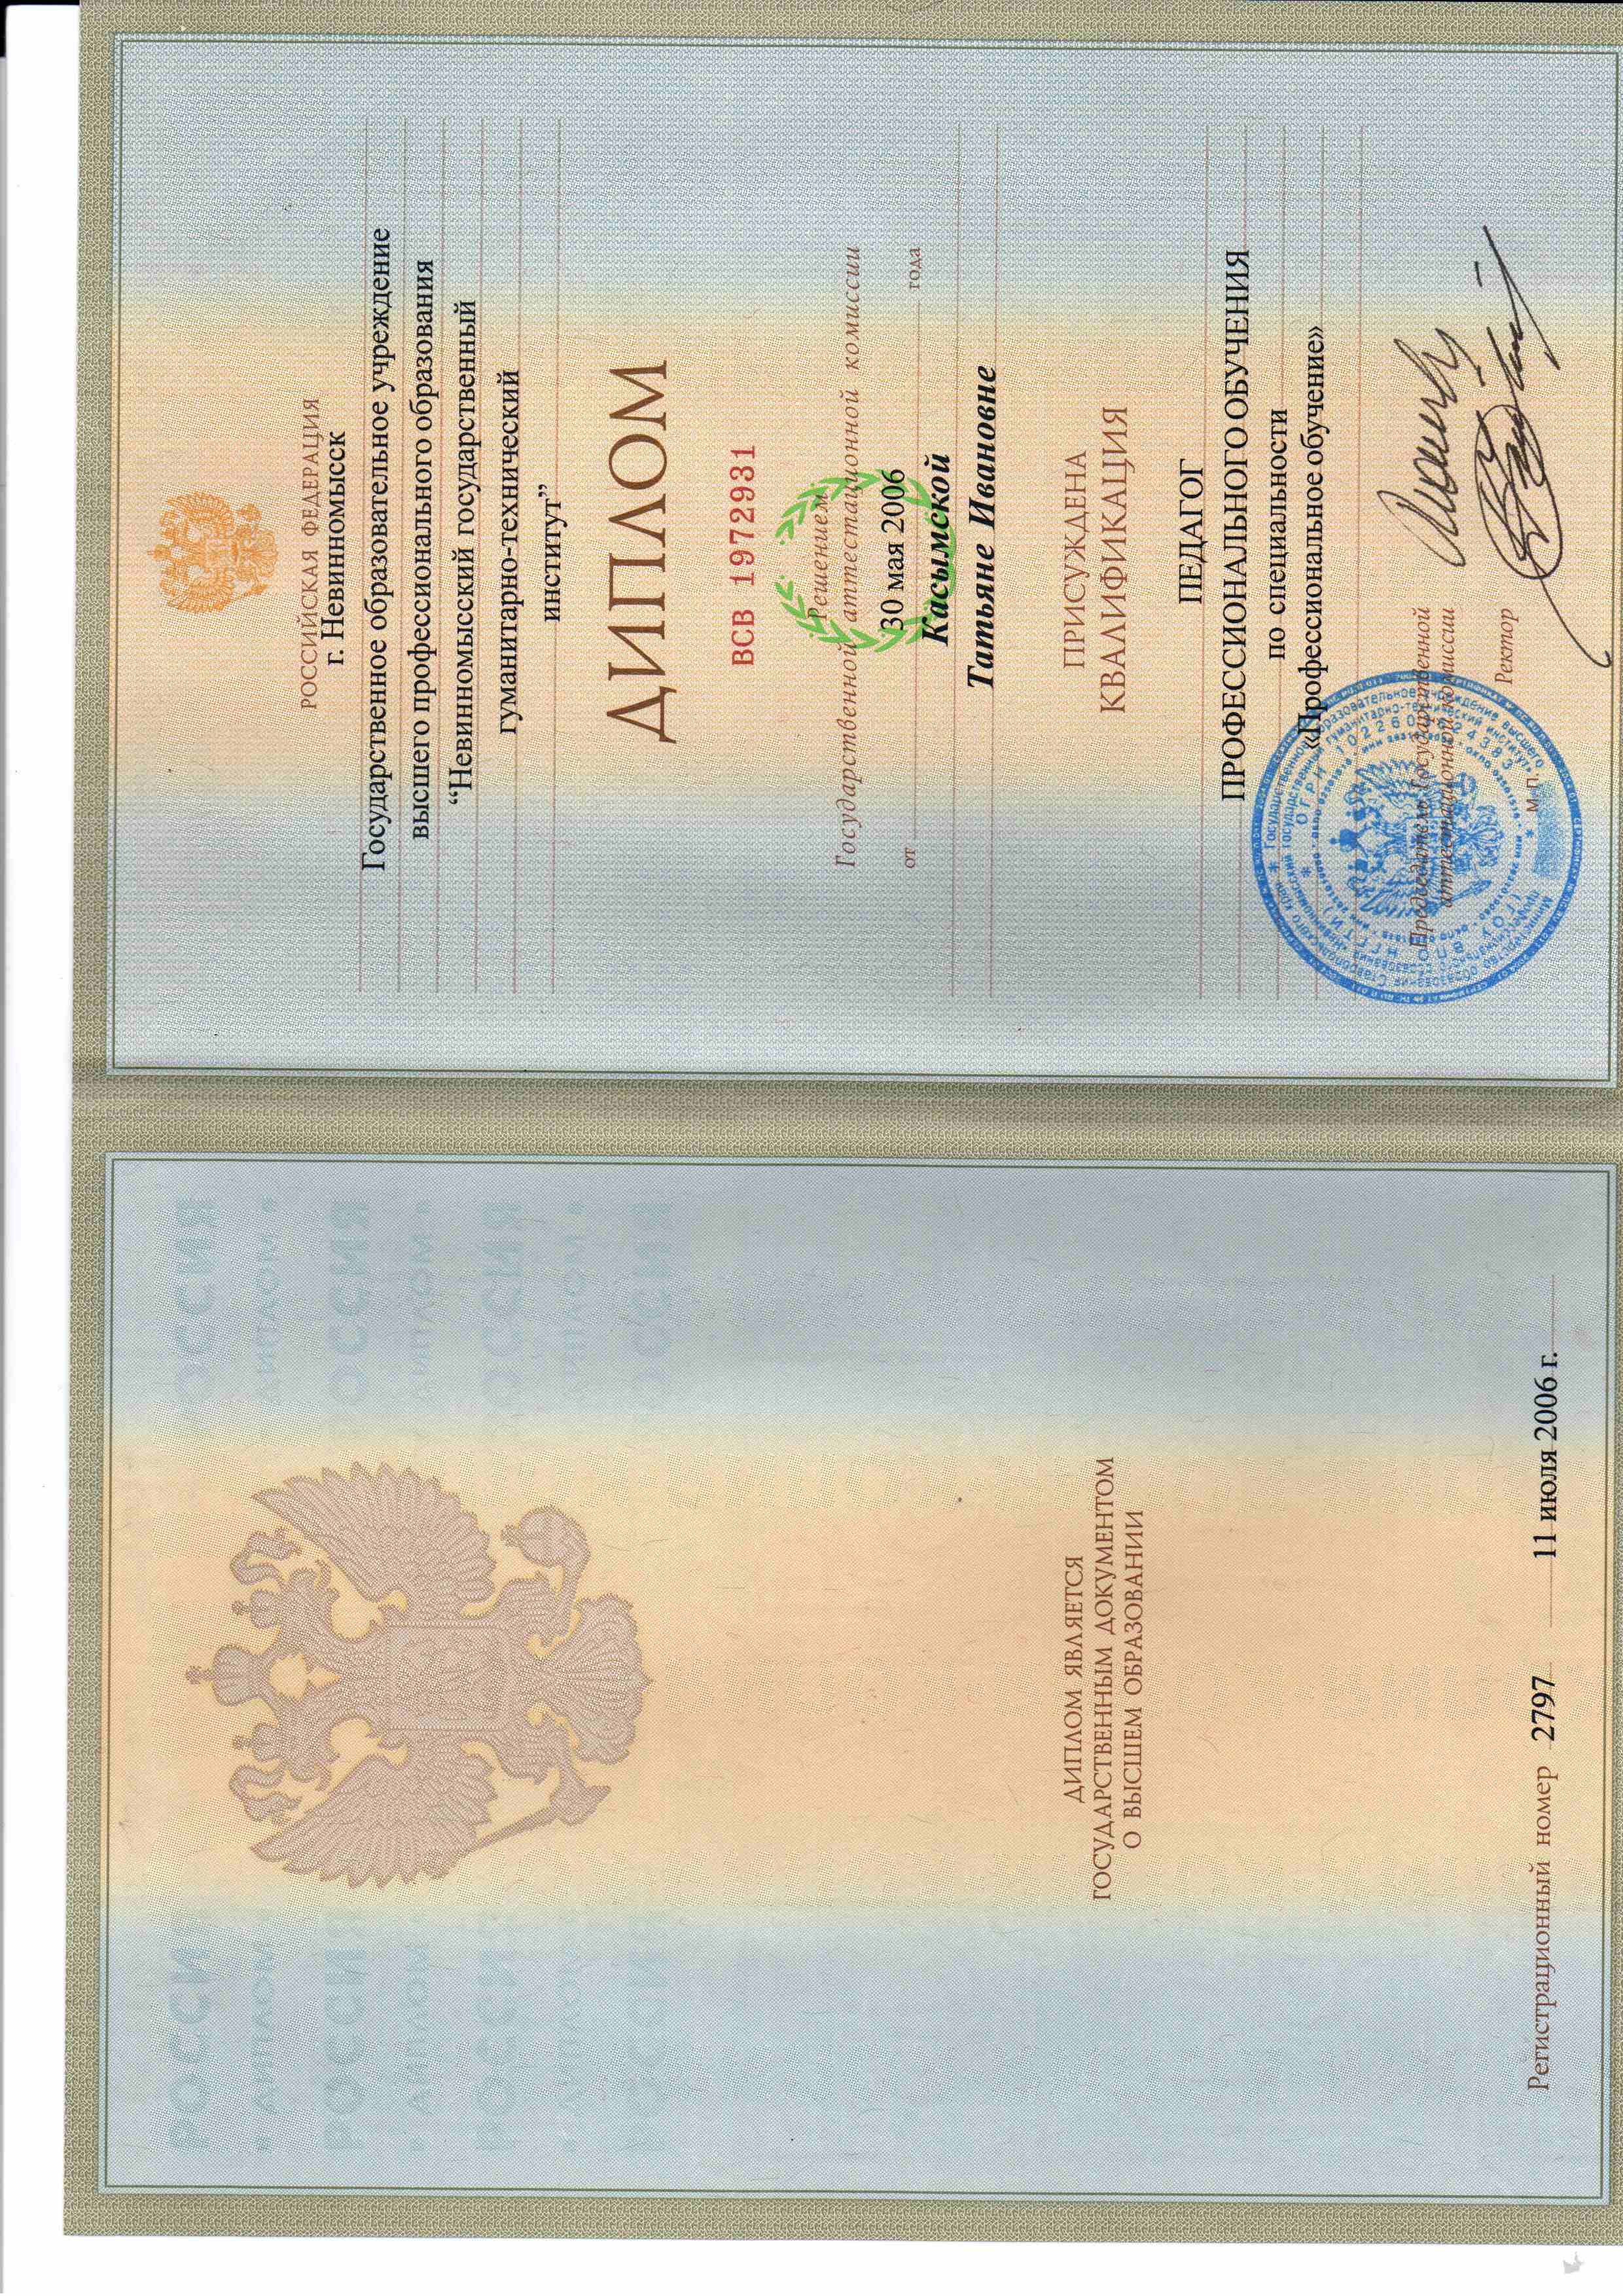 ДИПЛОМ ЯВЛЯЕТСЯ
ГОСУДАРСТВЕННЫМ ДОКУМЕНТОМ
О ВЫСШЕМ ОБРАЗОВАНИИ
Регистрационный номер 2797 11 июля 2006 г.
РОССИЙСКАЯ ФЕДЕРАЦИЯ
г. Невинномысск
Государственное образовательное учреждение
высшего профессионального образования
“Невинномысский государственный
гуманитарно-технический
институт”
ДИПЛОМ
ВСВ 1972931
Решением
Государственной аттестационной комиссии
от 30 мая 2006 года
Касымской
Татьяне Ивановне
ПРИСУЖДЕНА
КВАЛИФИКАЦИЯ
ПЕДАГОГ
ПРОФЕССИОНАЛЬНОГО ОБУЧЕНИЯ
по специальности
«Профессиональное обучение»
Председатель Государственной
аттестационной комиссии
Ректор
М.П.